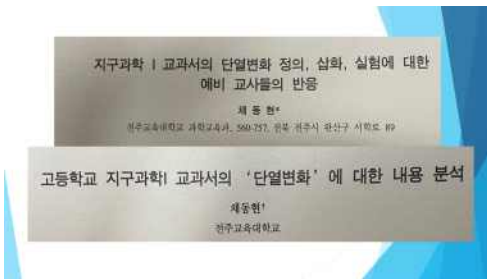 지구과학 I 교과서의 단열변화 정의, 삽화, 실험에 대한
예비 교사들의 반응
채 동 현*
전주교육대학교 과학교육과, 560-757, 전북 전주시 완산구 서학로 89
고등학교 지구과학I 교과서의 '단열변화' 에 대한 내용 분석
채동현†
전주교육대학교